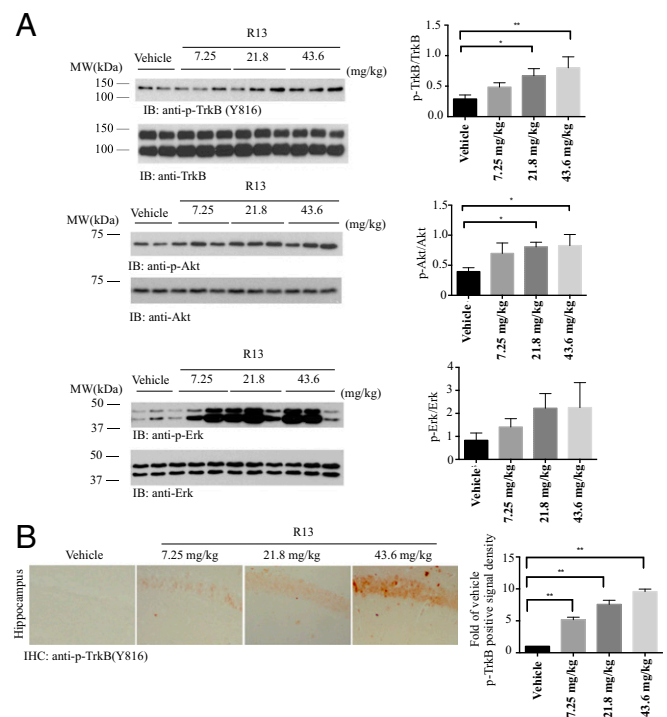 A
R13
Vehicle 7.25 21.8 43.6
MW(kDa)
(mg/kg)
150
100
IB: anti-p-TrkB (Y816)
150
100
IB: anti-TrkB
p-TrkB/TrkB
1.5
1.0
0.5
0.0
**
*
Vehicle
7.25 mg/kg
21.8 mg/kg
43.6 mg/kg
R13
MW(kDa)
Vehicle 7.25 21.8 43.6
(mg/kg)
75
IB: anti-p-Akt
75
IB: anti-Akt
p-Akt/Akt
1.5
1.0
0.5
0.0
*
*
Vehicle
7.25 mg/kg
21.8 mg/kg
43.6 mg/kg
R13
Vehicle 7.25 21.8 43.6
MW(kDa)
(mg/kg)
50
37
IB: anti-p-Erk
50
37
IB: anti-Erk
p-Erk/Erk
4
3
2
1
0
Vehicle
7.25 mg/kg
21.8 mg/kg
43.6 mg/kg
B
R13
Vehicle 7.25 mg/kg 21.8 mg/kg 43.6 mg/kg
Hippocampus
IHC: anti-p-TrkB(Y816)
Fold of vehicle
p-TrkB positive signal density
15
10
5
0
**
**
**
Vehicle
7.25 mg/kg
21.8 mg/kg
43.6 mg/kg